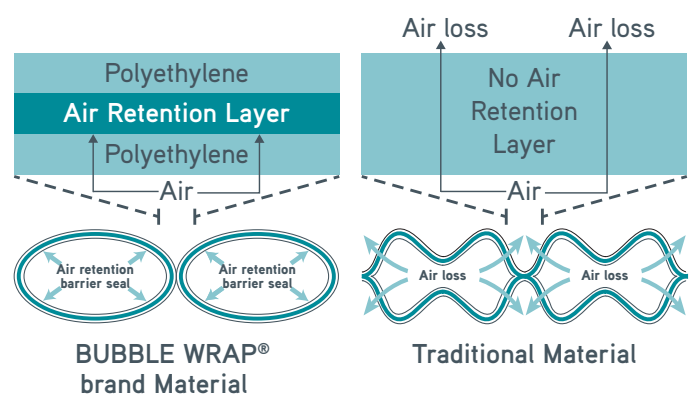 Polyethylene
Air Retention Layer
Polyethylene
Air
Air retention
barrier seal
Air retention
barrier seal
BUBBLE WRAP®
brand Material
Air loss
Air loss
No Air
Retention
Layer
Air
Air loss
Air loss
Traditional Material